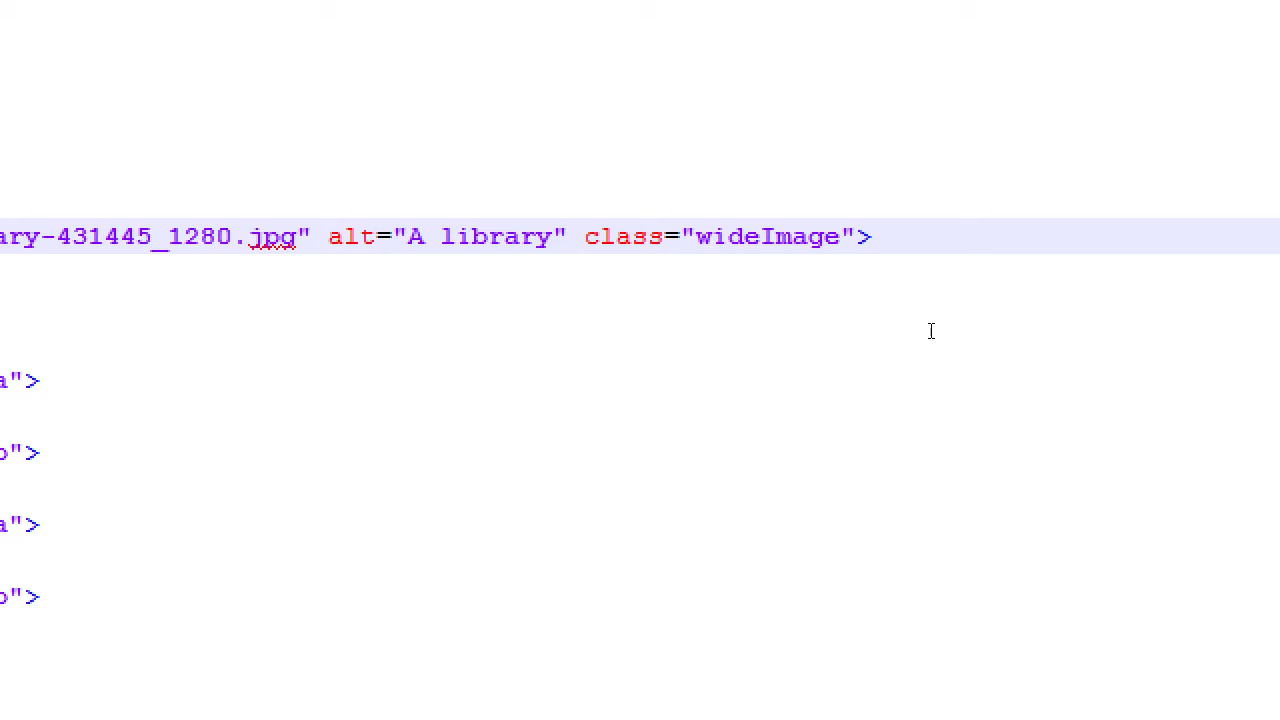 ary-431445_1280.jpg" alt="A library" class="wideImage">
a">
o">
a">
o">